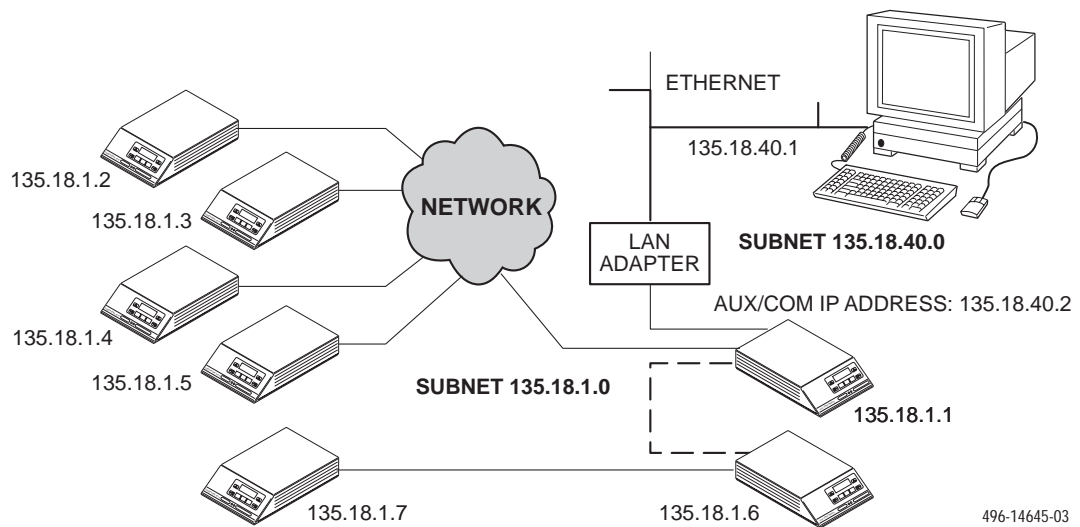 ETHERNET
135.18.40.1
135.18.1.2
135.18.1.3
NETWORK
LAN
ADAPTER
SUBNET 135.18.40.0
AUX/COM IP ADDRESS: 135.18.40.2
135.18.1.4
135.18.1.5
SUBNET 135.18.1.0
135.18.1.1
135.18.1.7
135.18.1.6
496-14645-03